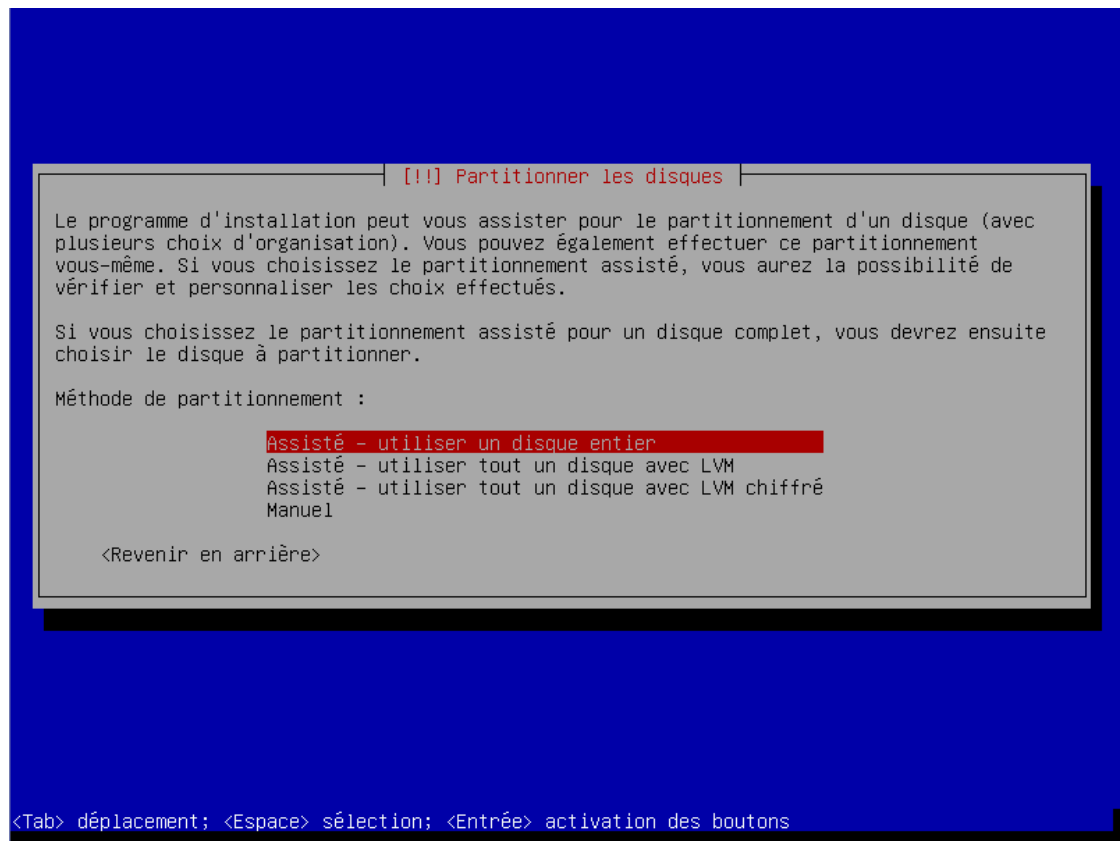 [!!] Partitionner les disques
Le programme d'installation peut vous assister pour le partitionnement d'un disque (avec
plusieurs choix d'organisation). Vous pouvez également effectuer ce partitionnement
vous-même. Si vous choisissez le partitionnement assisté, vous aurez la possibilité de
vérifier et personnaliser les choix effectués.
Si vous choisissez le partitionnement assisté pour un disque complet, vous devrez ensuite
choisir le disque à partitionner.
Méthode de partitionnement :
Assisté - utiliser un disque entier
Assisté - utiliser tout un disque avec LVM
Assisté - utiliser tout un disque avec LVM chiffré
Manuel
<Revenir en arrière>
<Tab> déplacement; <Espace> sélection; <Entrée> activation des boutons